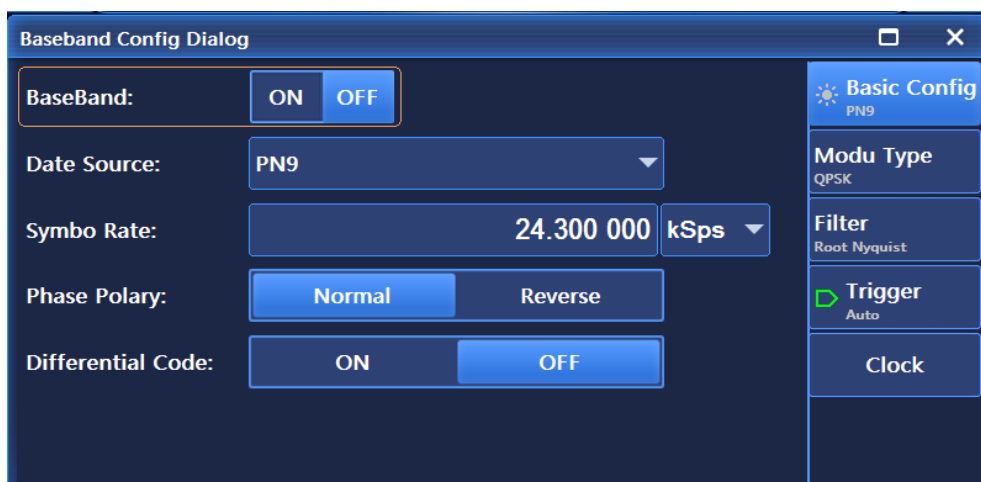 Baseband Config Dialog
BaseBand: ON OFF
Date Source: PN9
Symbo Rate: 24.300 000 kSps
Phase Polary: Normal Reverse
Differential Code: ON OFF
Basic Config
PN9
Modu Type
QPSK
Filter
Root Nyquist
Trigger
Auto
Clock